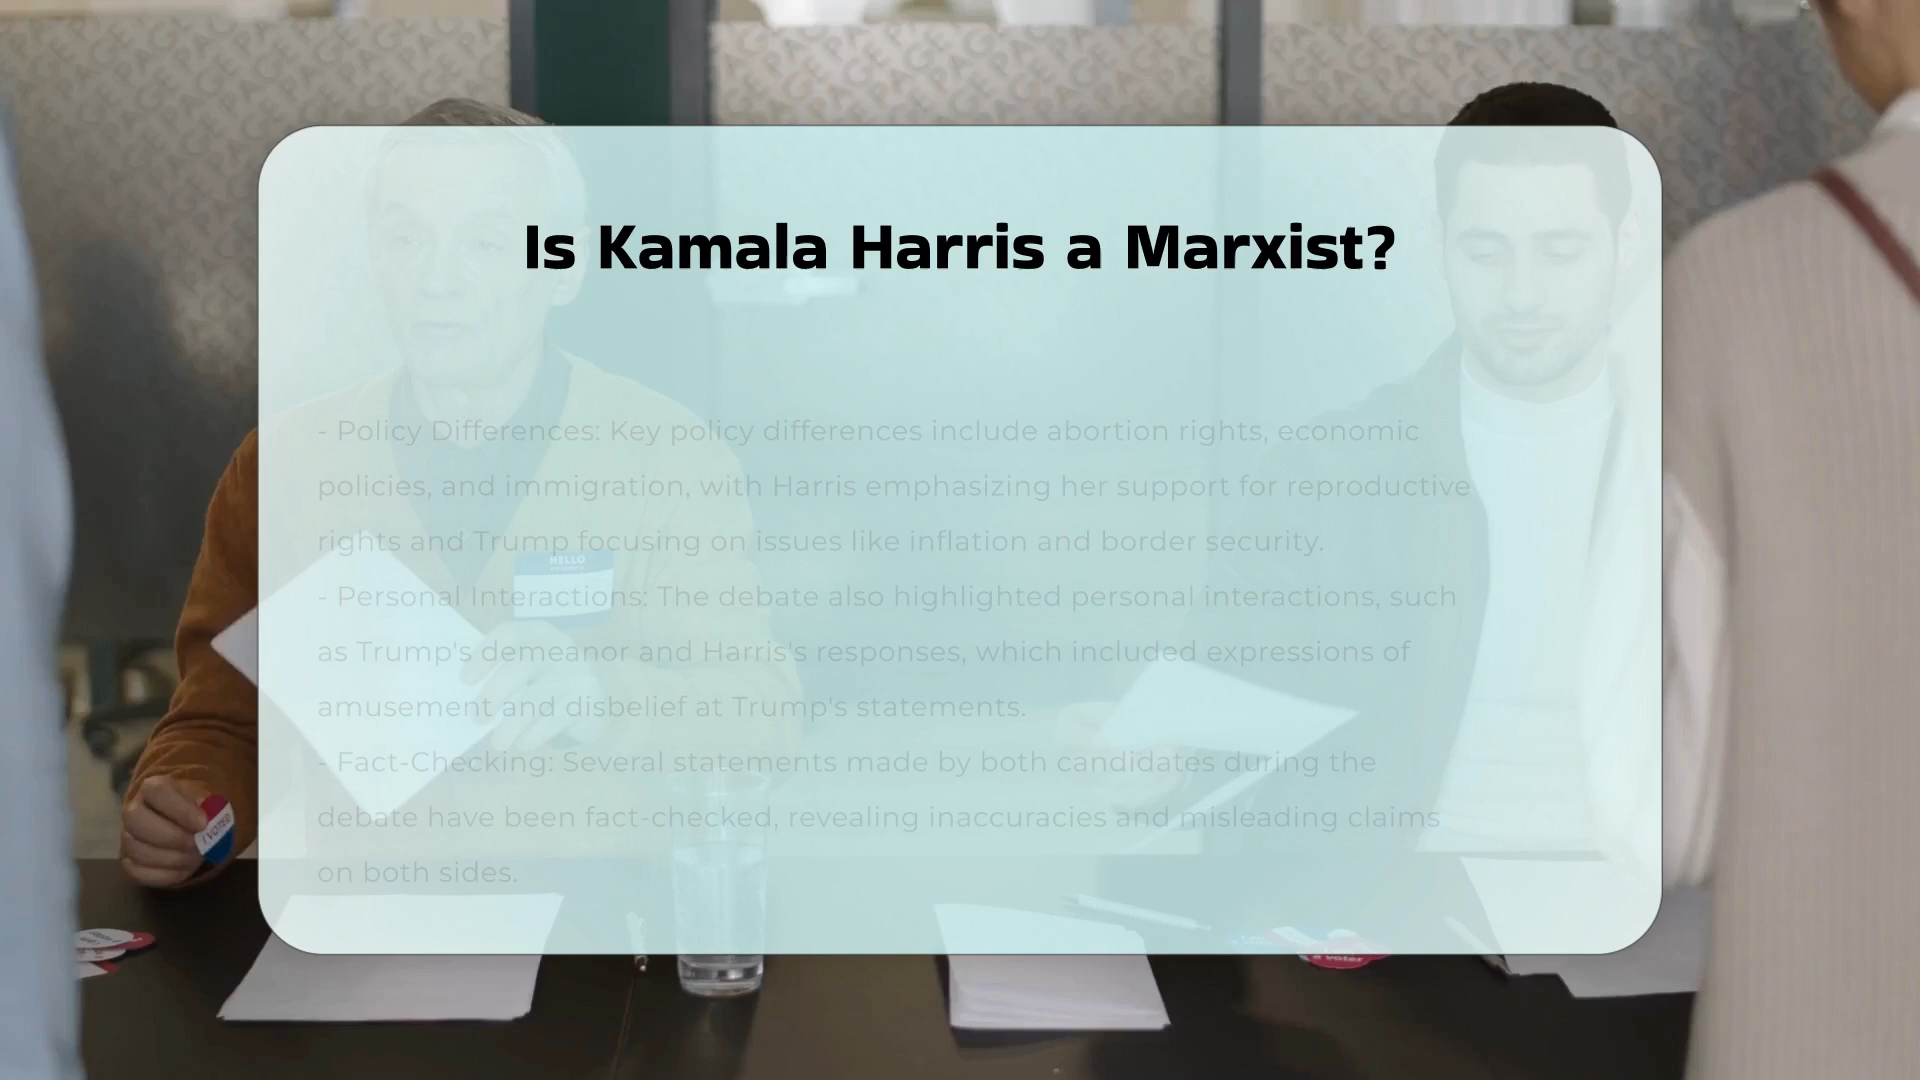 Is Kamala Harris a Marxist?
- Policy Differences: Key policy differences include abortion rights, economic
policies, and immigration, with Harris emphasizing her support for reproductive
rights and Trump focusing on issues like inflation and border security.
- Personal Interactions: The debate also highlighted personal interactions, such
as Trump's demeanor and Harris's responses, which included expressions of
amusement and disbelief at Trump's statements.
- Fact-Checking: Several statements made by both candidates during the
debate have been fact-checked, revealing inaccuracies and misleading claims
on both sides.
HELLO
I VOTED
a voter